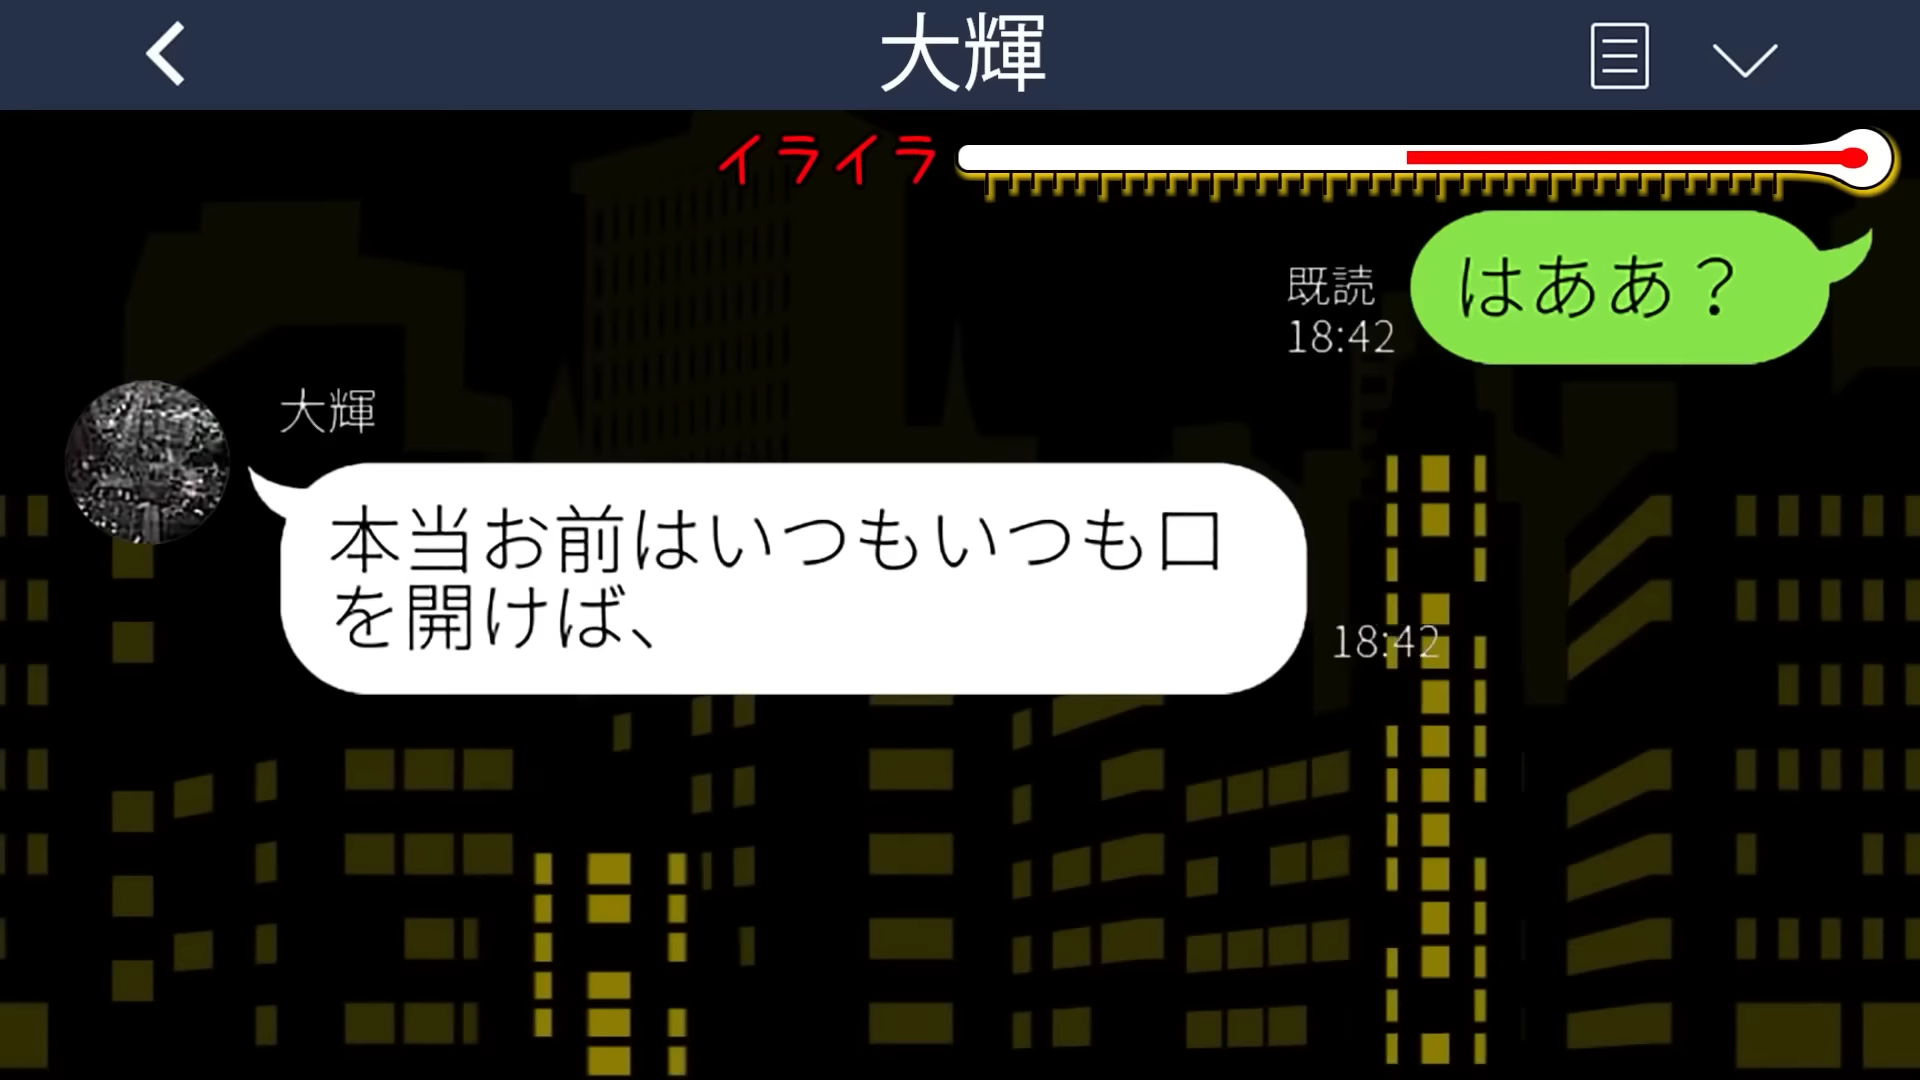 大輝
イライラ
はああ？
既読
18:42
大輝
本当お前はいつもいつも口
を開けば、
18:42